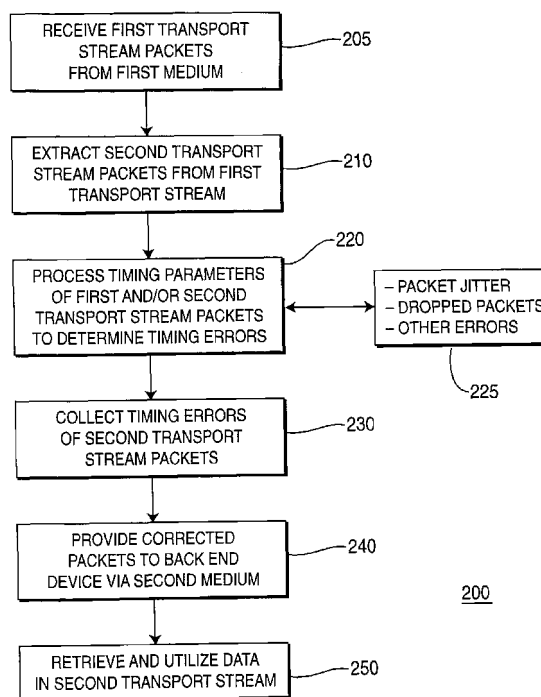 RECEIVE FIRST TRANSPORT
STREAM PACKETS
FROM FIRST MEDIUM
205
EXTRACT SECOND TRANSPORT
STREAM PACKETS FROM FIRST
TRANSPORT STREAM
210
220
PROCESS TIMING PARAMETERS
OF FIRST AND/OR SECOND
TRANSPORT STREAM PACKETS
TO DETERMINE TIMING ERRORS
– PACKET JITTER
– DROPPED PACKETS
– OTHER ERRORS
225
COLLECT TIMING ERRORS
OF SECOND TRANSPORT
STREAM PACKETS
230
PROVIDE CORRECTED
PACKETS TO BACK END
DEVICE VIA SECOND MEDIUM
240
200
RETRIEVE AND UTILIZE DATA
IN SECOND TRANSPORT STREAM
250